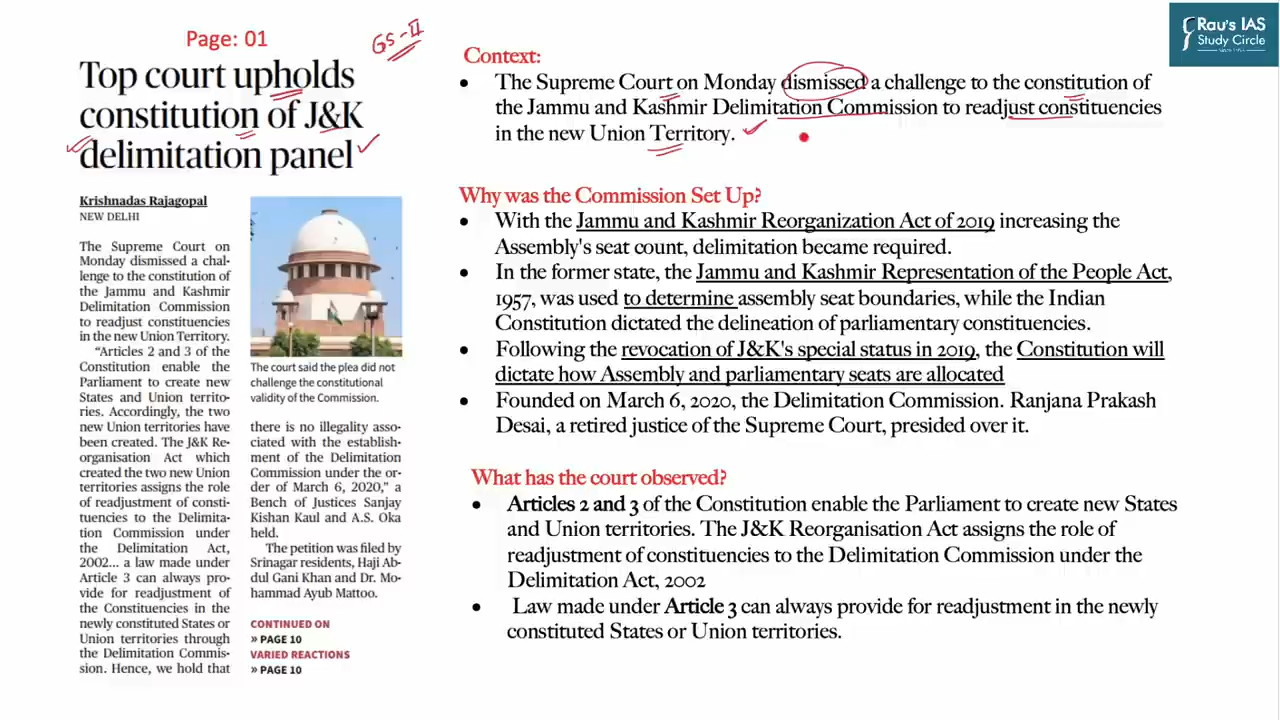 Page: 01
GS-II
Rau's IAS
Study Circle
Top court upholds
constitution of J&K
delimitation panel
Krishnadas Rajagopal
NEW DELHI
The Supreme Court on
Monday dismissed a chal-
lenge to the constitution of
the Jammu and Kashmir
Delimitation Commission
to readjust constituencies
in the new Union Territory.
“Articles 2 and 3 of the
Constitution enable the
Parliament to create new
States and Union territo-
ries. Accordingly, the two
new Union territories have
been created. The J&K Re-
organisation Act which
created the two new Union
territories assigns the role
of readjustment of consti-
tuencies to the Delimita-
tion Commission under
the Delimitation Act,
2002... a law made under
Article 3 can always pro-
vide for readjustment of
the Constituencies in the
newly constituted States or
Union territories through
the Delimitation Commis-
sion. Hence, we hold that
The court said the plea did not
challenge the constitutional
validity of the Commission.
there is no illegality asso-
ciated with the establish-
ment of the Delimitation
Commission under the or-
der of March 6, 2020,” a
Bench of Justices Sanjay
Kishan Kaul and A.S. Oka
held.
The petition was filed by
Srinagar residents, Haji Ab-
dul Gani Khan and Dr. Mo-
hammad Ayub Mattoo.
CONTINUED ON
» PAGE 10
VARIED REACTIONS
» PAGE 10
Context:
• The Supreme Court on Monday dismissed a challenge to the constitution of
the Jammu and Kashmir Delimitation Commission to readjust constituencies
in the new Union Territory.
Why was the Commission Set Up?
• With the Jammu and Kashmir Reorganization Act of 2019 increasing the
Assembly's seat count, delimitation became required.
• In the former state, the Jammu and Kashmir Representation of the People Act,
1957, was used to determine assembly seat boundaries, while the Indian
Constitution dictated the delineation of parliamentary constituencies.
• Following the revocation of J&K's special status in 2019, the Constitution will
dictate how Assembly and parliamentary seats are allocated
• Founded on March 6, 2020, the Delimitation Commission. Ranjana Prakash
Desai, a retired justice of the Supreme Court, presided over it.
What has the court observed?
• Articles 2 and 3 of the Constitution enable the Parliament to create new States
and Union territories. The J&K Reorganisation Act assigns the role of
readjustment of constituencies to the Delimitation Commission under the
Delimitation Act, 2002
• Law made under Article 3 can always provide for readjustment in the newly
constituted States or Union territories.